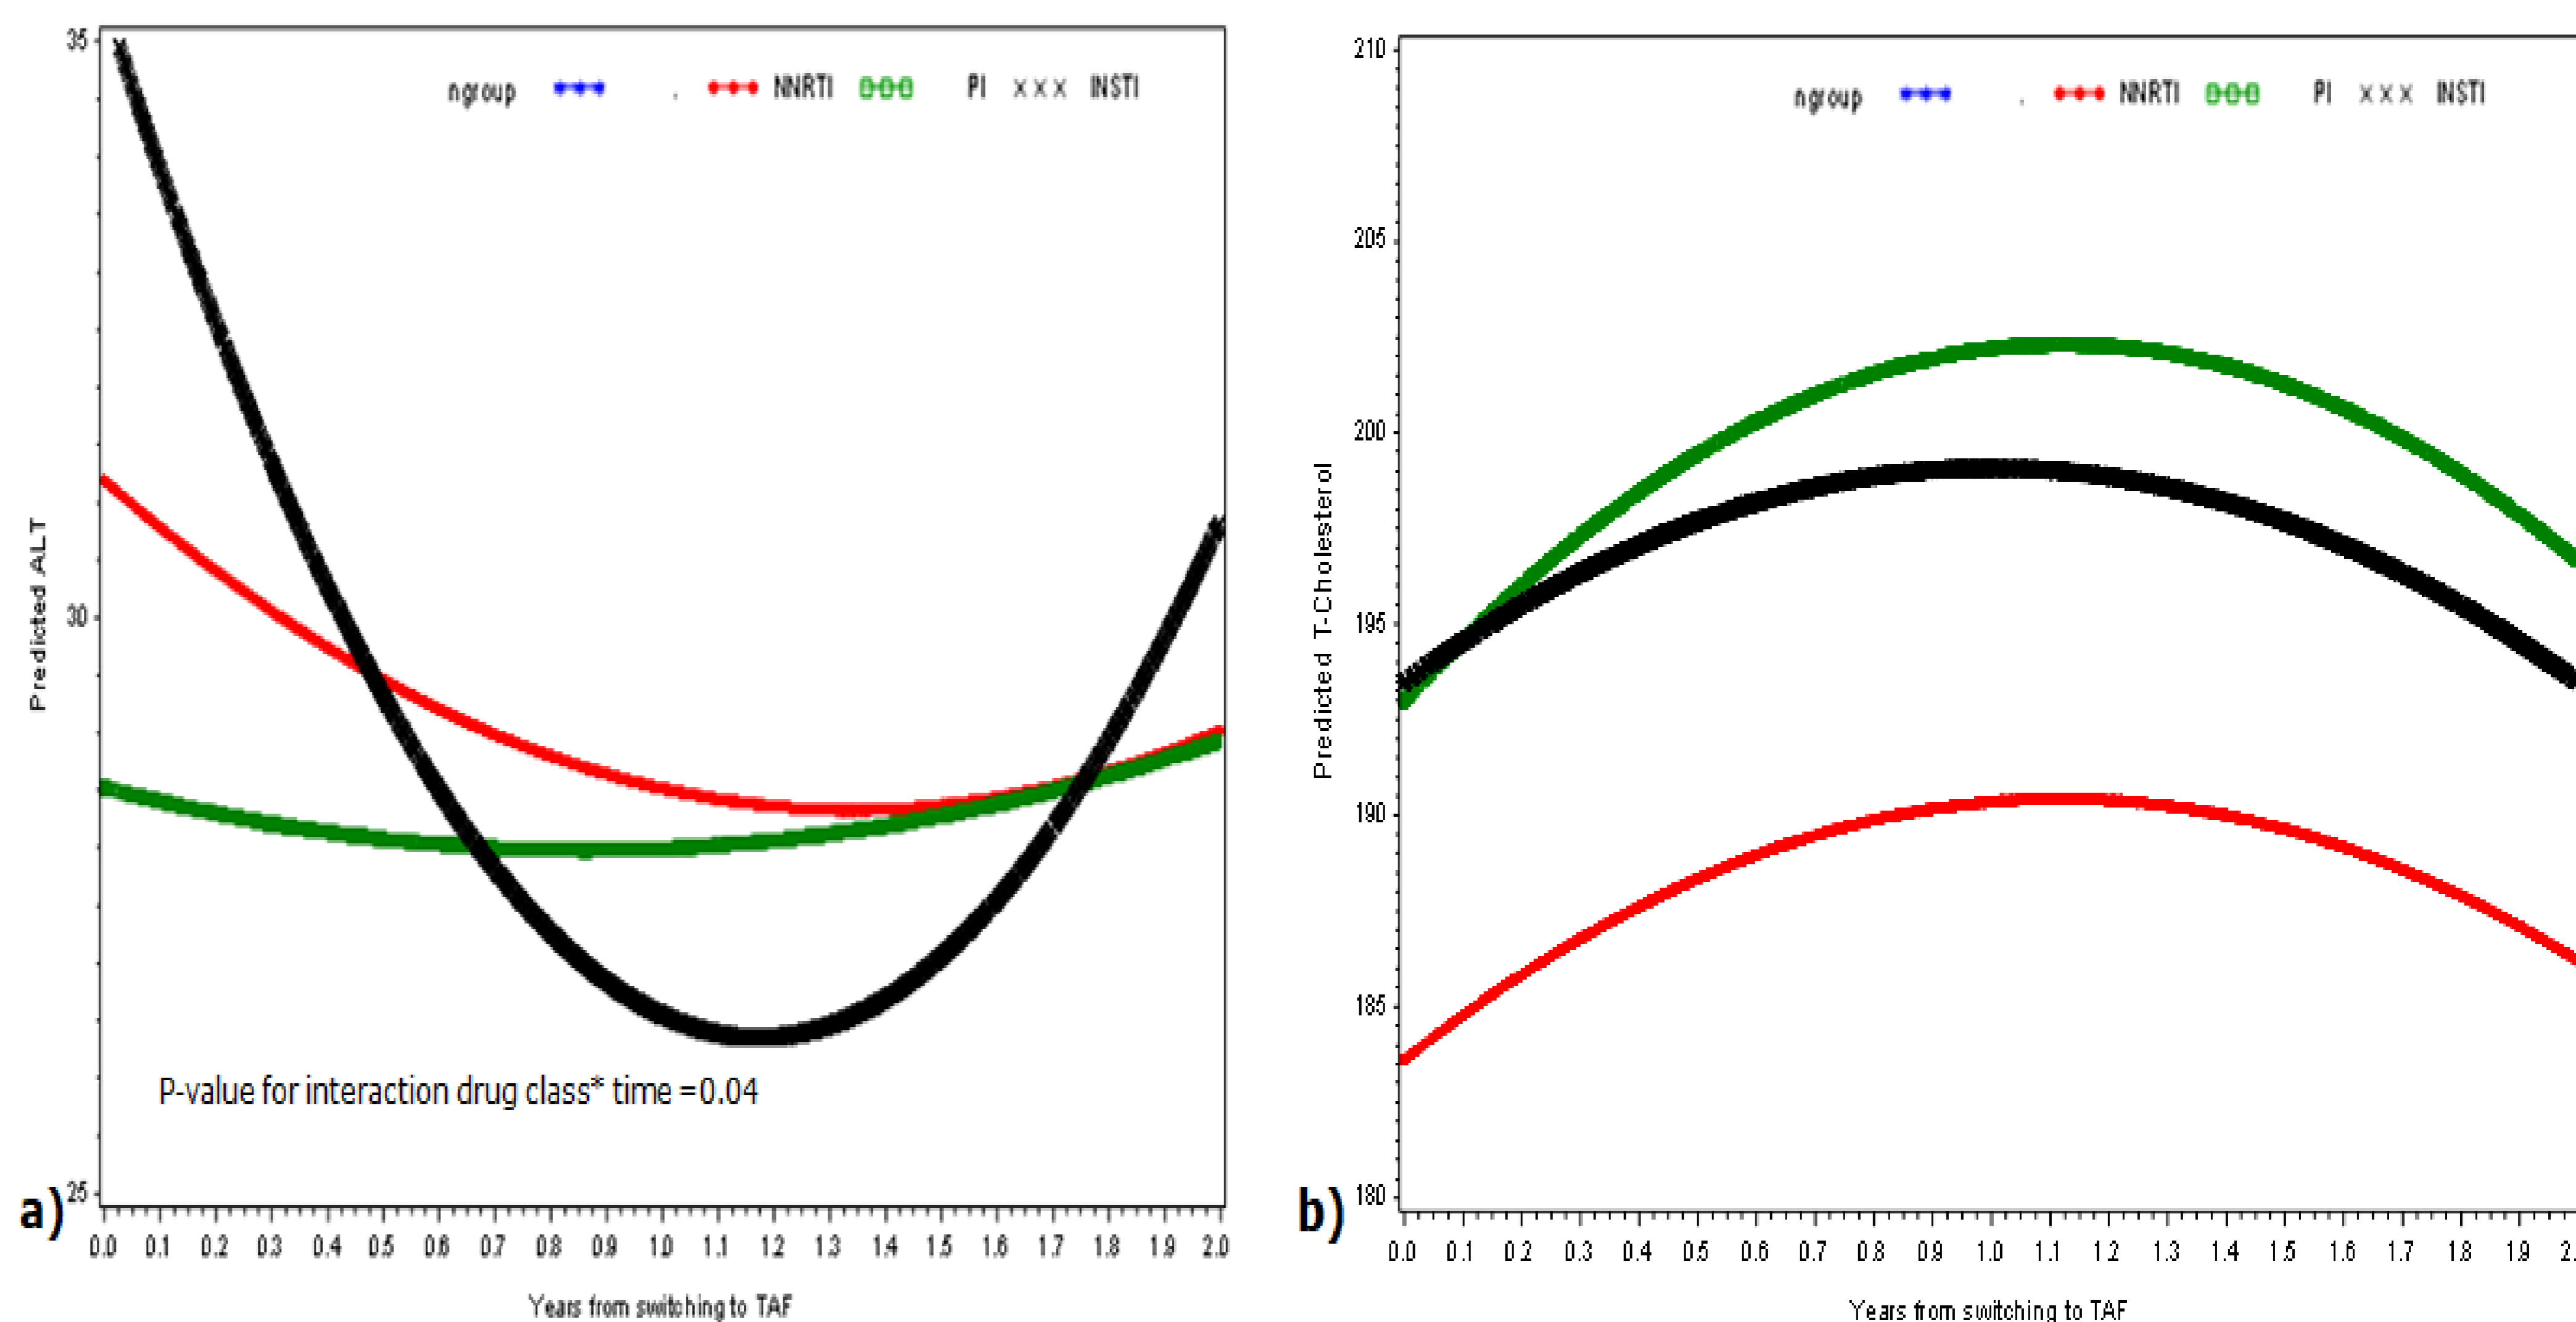 ngroup . NNRTI PI INSTI
35
30
25
Predicted ALT
P-value for interaction drug class* time =0.04
a)
0.0 0.1 0.2 0.3 0.4 0.5 0.6 0.7 0.8 0.9 1.0 1.1 1.2 1.3 1.4 1.5 1.6 1.7 1.8 1.9 2.0
Years from switching to TAF
ngroup . NNRTI PI INSTI
210
205
200
195
190
185
180
Predicted T-Cholesterol
b)
0.0 0.1 0.2 0.3 0.4 0.5 0.6 0.7 0.8 0.9 1.0 1.1 1.2 1.3 1.4 1.5 1.6 1.7 1.8 1.9 2.
Years from switching to TAF